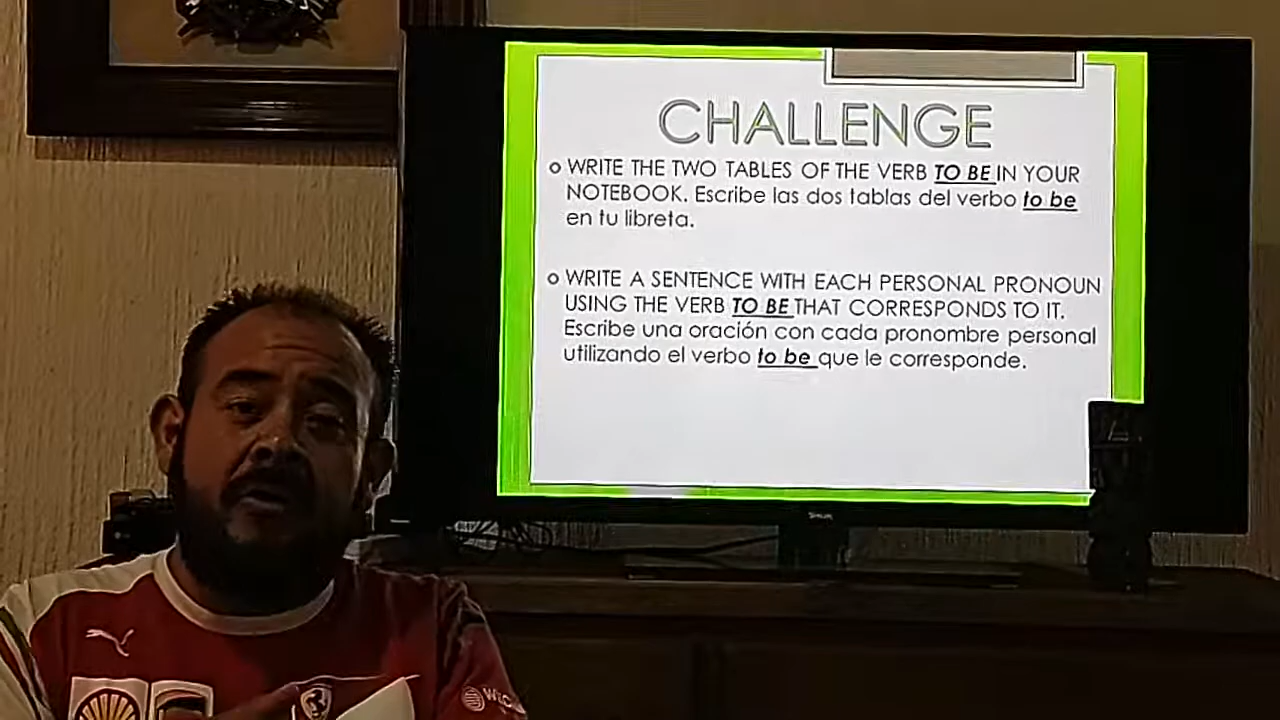 CHALLENGE
WRITE THE TWO TABLES OF THE VERB TO BE IN YOUR
NOTEBOOK. Escribe las dos tablas del verbo to be
en tu libreta.
WRITE A SENTENCE WITH EACH PERSONAL PRONOUN
USING THE VERB TO BE THAT CORRESPONDS TO IT.
Escribe una oración con cada pronombre personal
utilizando el verbo to be que le corresponde.